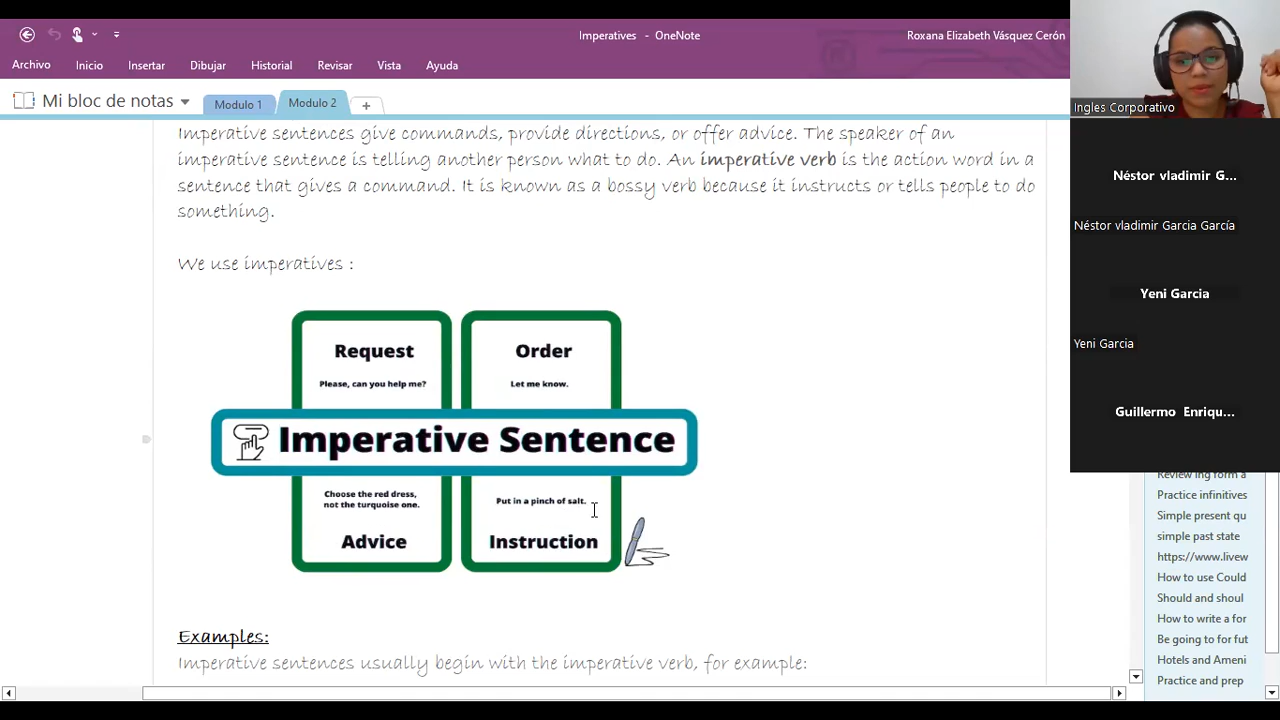 Imperatives - OneNote
Roxana Elizabeth Vásquez Cerón
Archivo Inicio Insertar Dibujar Historial Revisar Vista Ayuda
Mi bloc de notas Modulo 1 Modulo 2 +
Imperative sentences give commands, provide directions, or offer advice. The speaker of an
imperative sentence is telling another person what to do. An imperative verb is the action word in a
sentence that gives a command. It is known as a bossy verb because it instructs or tells people to do
something.
We use imperatives :
Request
Please, can you help me?
Order
Let me know.
Imperative Sentence
Choose the red dress,
not the turquoise one.
Advice
Put in a pinch of salt.
Instruction
Examples:
Imperative sentences usually begin with the imperative verb, for example:
Ingles Corporativo
Néstor vladimir G...
Néstor vladimir Garcia García
Yeni Garcia
Yeni Garcia
Guillermo Enriqu...
Review ing form a
Practice infinitives
Simple present qu
simple past state
https://www.livew
How to use Could
Should and shoul
How to write a for
Be going to for fut
Hotels and Ameni
Practice and prep